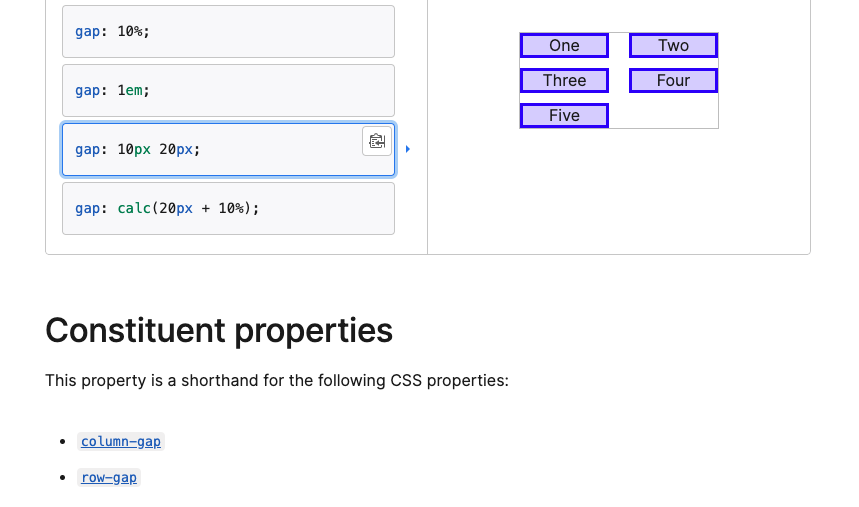 gap: 10%;
gap: 1em;
gap: 10px 20px;
gap: calc(20px + 10%);
One Two
Three Four
Five
Constituent properties
This property is a shorthand for the following CSS properties:
• column-gap
• row-gap